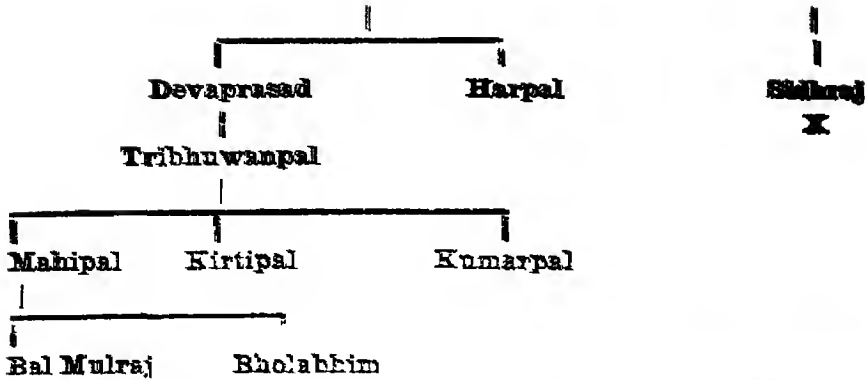 Devaprasad Harpal Sidhraj
X
Tribhuwanpal
Mahipal Kirtipal Kumarpal
Bal Mulraj Bholabhim